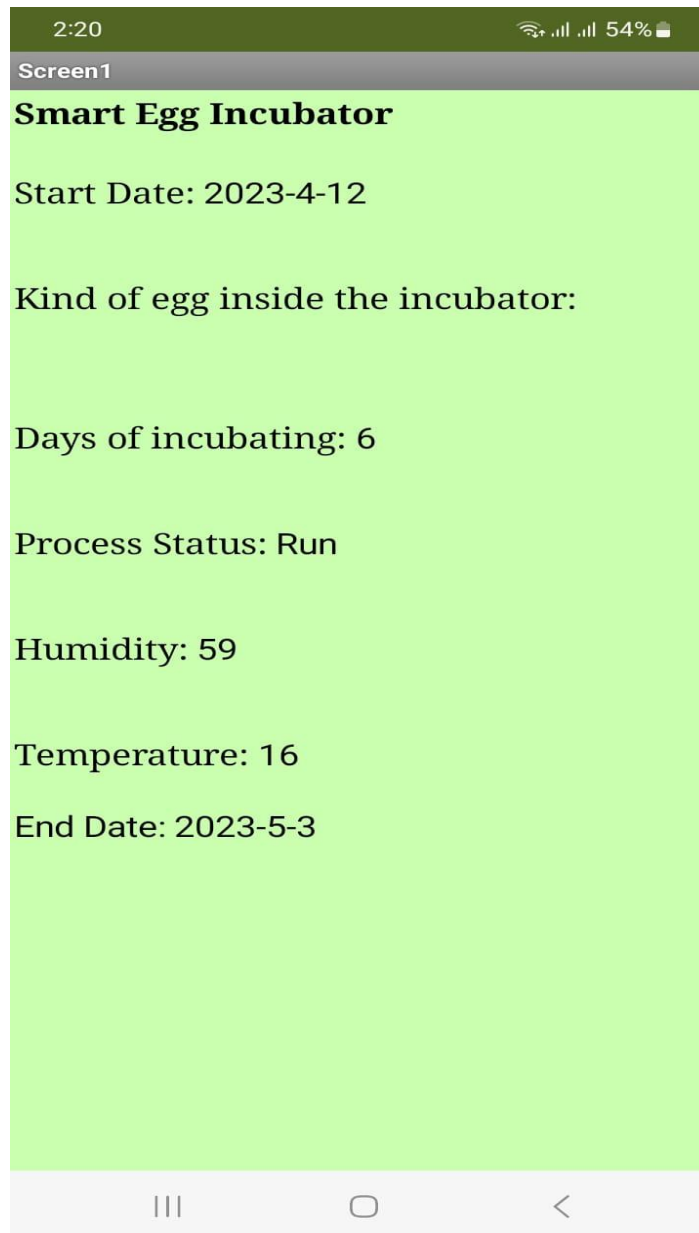 2:20 54%
Screen1
Smart Egg Incubator
Start Date: 2023-4-12
Kind of egg inside the incubator:
Days of incubating: 6
Process Status: Run
Humidity: 59
Temperature: 16
End Date: 2023-5-3